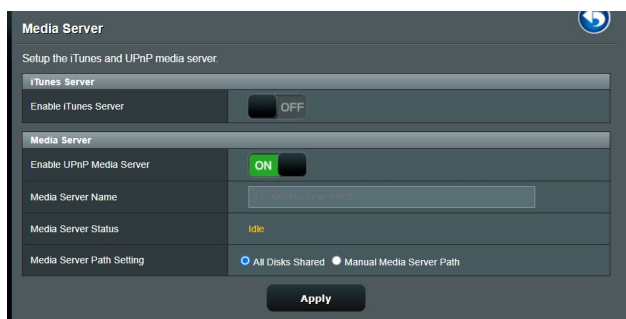 Media Server
Setup the iTunes and UPnP media server.
iTunes Server
Enable iTunes Server OFF
Media Server
Enable UPnP Media Server ON
Media Server Name
Media Server Status Idle
Media Server Path Setting All Disks Shared Manual Media Server Path
Apply